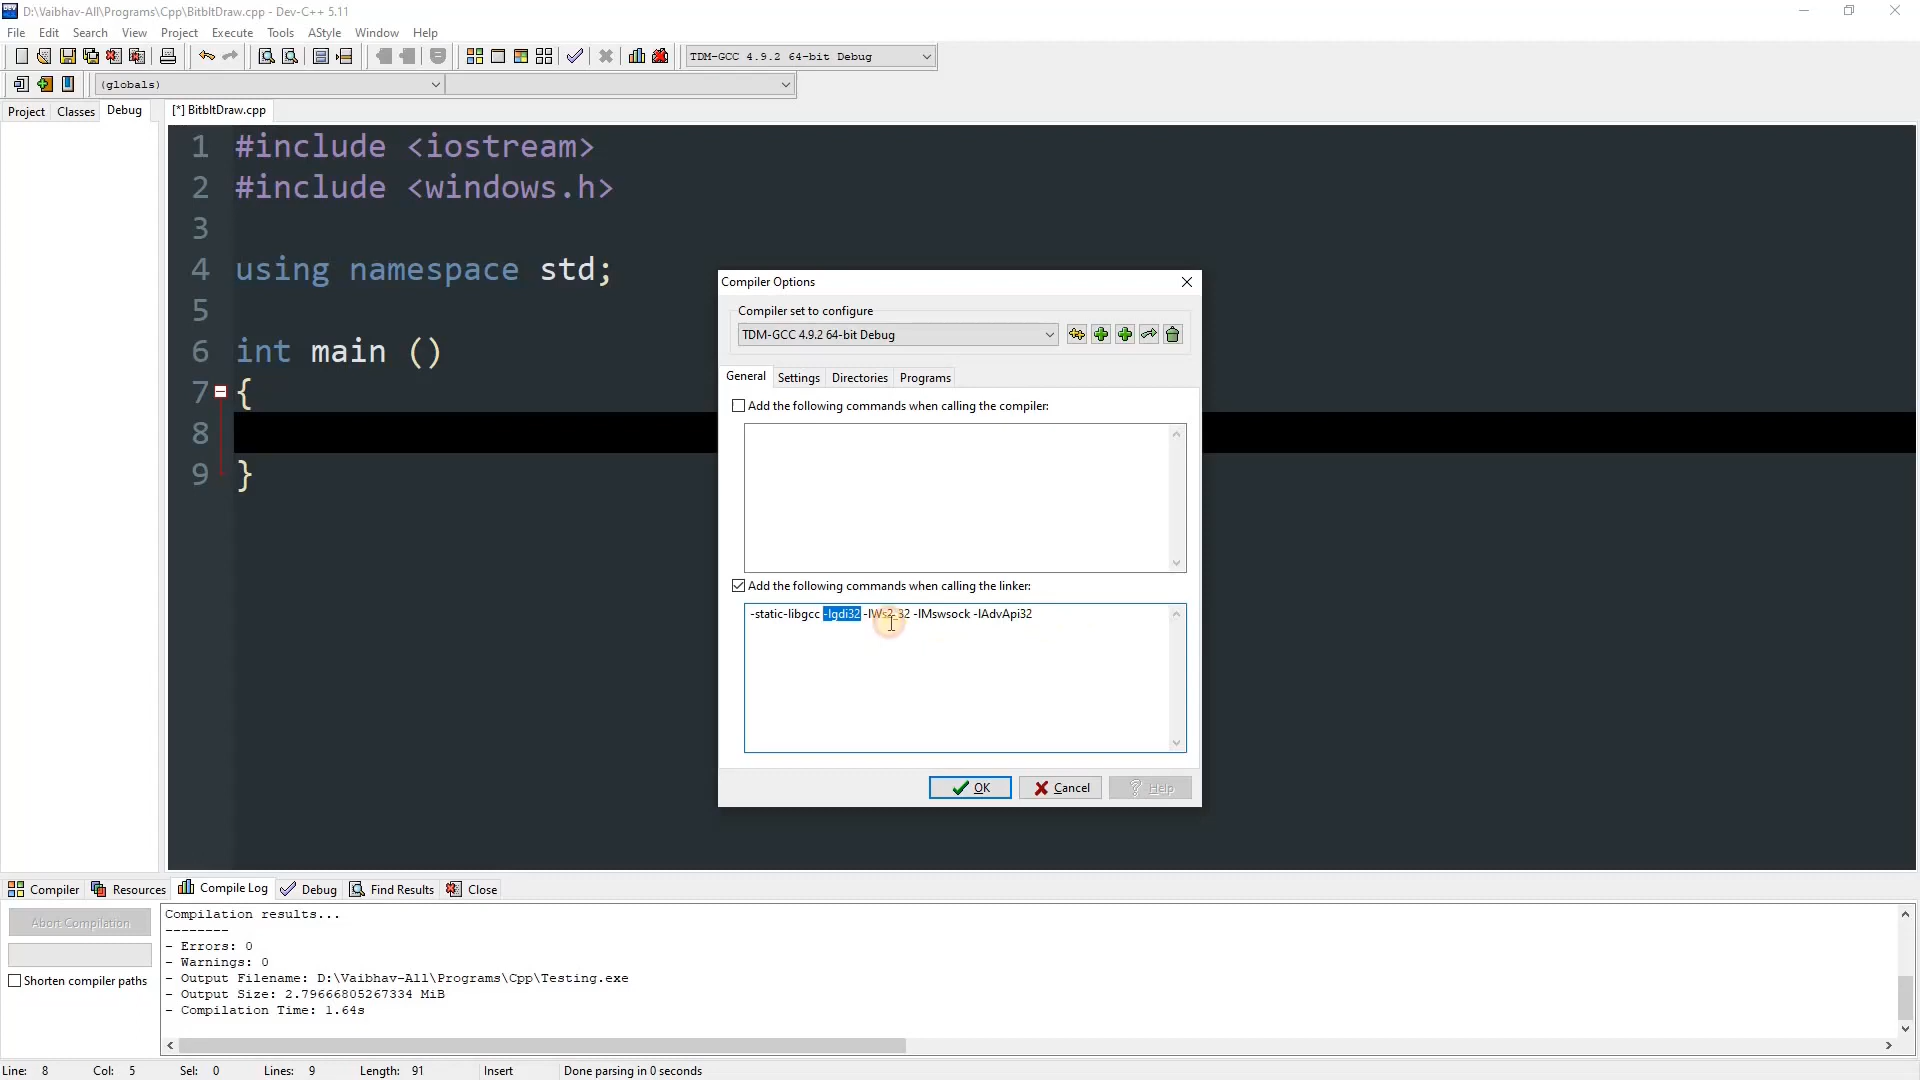 D:\Vaibhav-All\Programs\Cpp\BitbltDraw.cpp - Dev-C++ 5.11
File Edit Search View Project Execute Tools AStyle Window Help
TDM-GCC 4.9.2 64-bit Debug
(globals)
Project Classes Debug [*] BitbltDraw.cpp
1 #include <iostream>
2 #include <windows.h>
3
4 using namespace std;
5
6 int main ()
7 {
8
9 }
Compiler Options
Compiler set to configure
TDM-GCC 4.9.2 64-bit Debug
General Settings Directories Programs
Add the following commands when calling the compiler:
Add the following commands when calling the linker:
-static-libgcc -lgdi32 -lWs2_32 -lMswsock -lAdvApi32
OK Cancel Help
Compiler Resources Compile Log Debug Find Results Close
Abort Compilation
Shorten compiler paths
Compilation results...
--------
- Errors: 0
- Warnings: 0
- Output Filename: D:\Vaibhav-All\Programs\Cpp\Testing.exe
- Output Size: 2.79666805267334 MiB
- Compilation Time: 1.64s
Line: 8 Col: 5 Sel: 0 Lines: 9 Length: 91 Insert Done parsing in 0 seconds